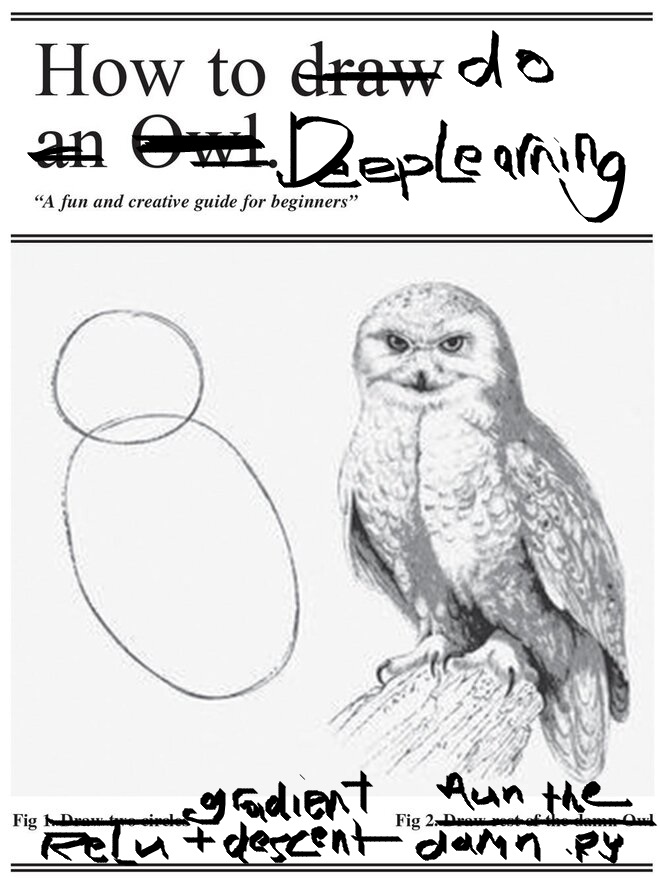 How to draw do
an Owl. DeepLearning
“A fun and creative guide for beginners”
gradient Run the
Fig 1. Draw two circles Fig 2. Draw rest of the damn Owl
ReLu + descent damn .py